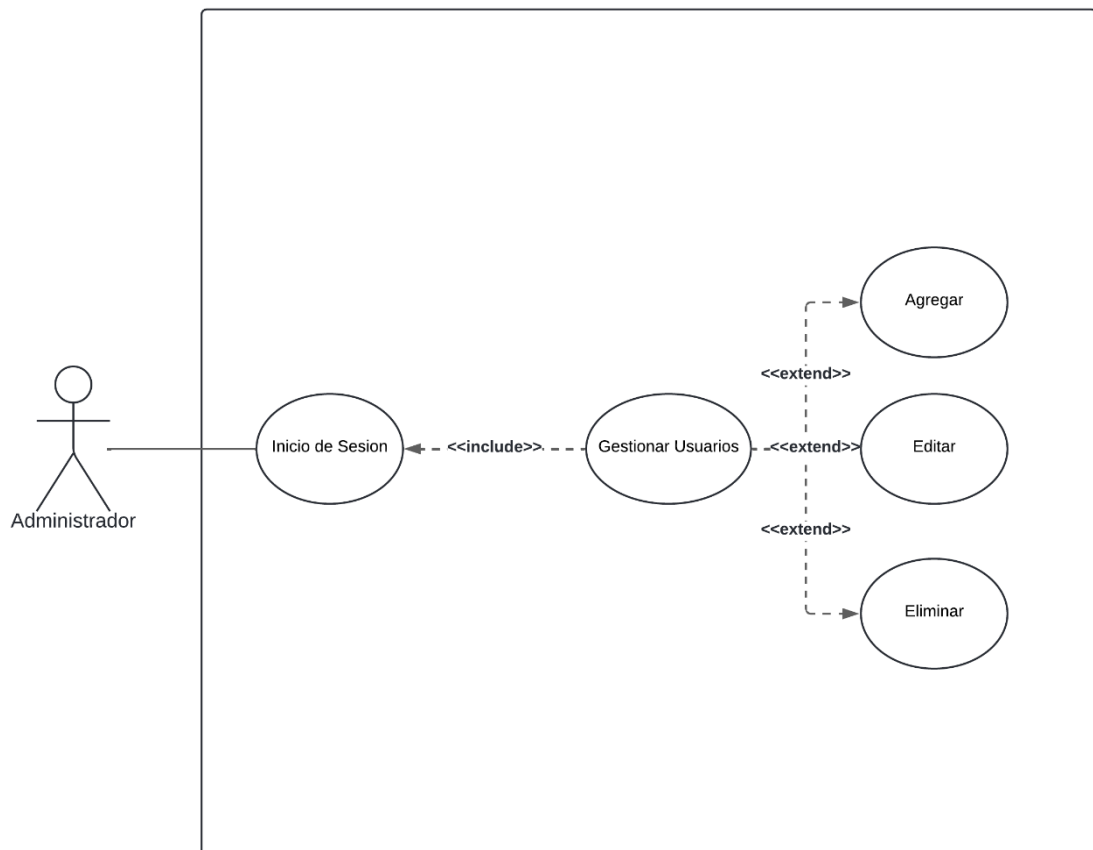 Agregar
<<extend>>
Inicio de Sesion
<<include>>
Gestionar Usuarios
<<extend>>
Editar
Administrador
<<extend>>
Eliminar